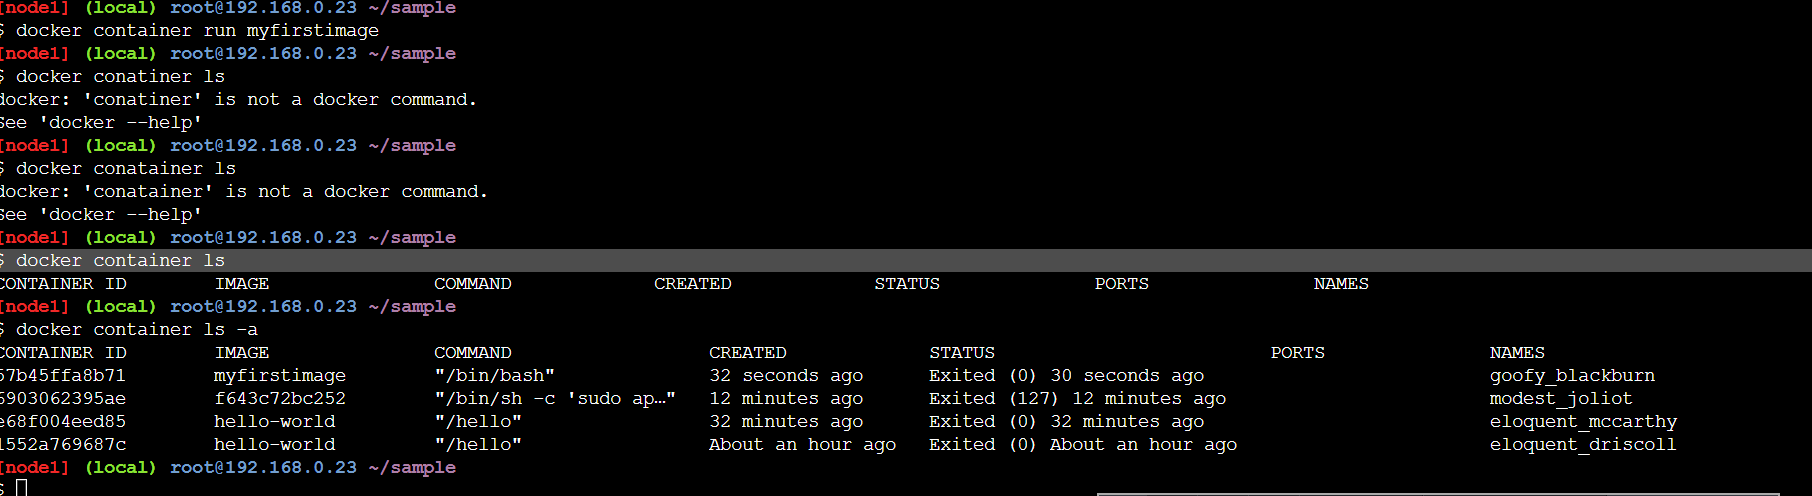 [node1] (local) root@192.168.0.23 ~/sample
$ docker container run myfirstimage
[node1] (local) root@192.168.0.23 ~/sample
$ docker conatiner ls
docker: 'conatiner' is not a docker command.
See 'docker --help'
[node1] (local) root@192.168.0.23 ~/sample
$ docker conatainer ls
docker: 'conatainer' is not a docker command.
See 'docker --help'
[node1] (local) root@192.168.0.23 ~/sample
$ docker container ls
CONTAINER ID IMAGE COMMAND CREATED STATUS PORTS NAMES
[node1] (local) root@192.168.0.23 ~/sample
$ docker container ls -a
CONTAINER ID IMAGE COMMAND CREATED STATUS PORTS NAMES
57b45ffa8b71 myfirstimage "/bin/bash" 32 seconds ago Exited (0) 30 seconds ago goofy_blackburn
6903062395ae f643c72bc252 "/bin/sh -c 'sudo ap…" 12 minutes ago Exited (127) 12 minutes ago modest_joliot
e68f004eed85 hello-world "/hello" 32 minutes ago Exited (0) 32 minutes ago eloquent_mccarthy
1552a769687c hello-world "/hello" About an hour ago Exited (0) About an hour ago eloquent_driscoll
[node1] (local) root@192.168.0.23 ~/sample
$